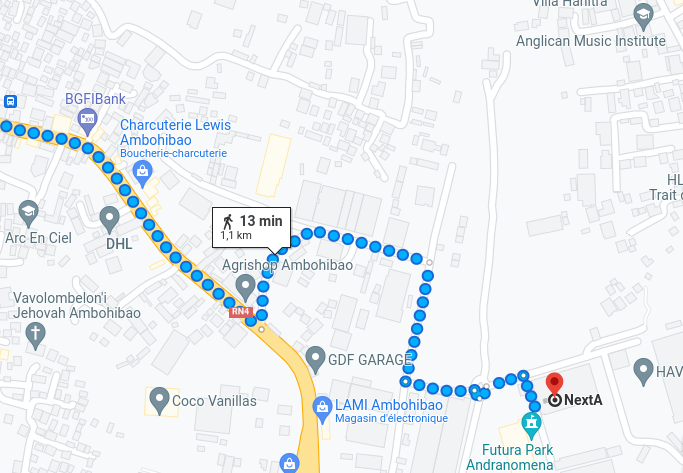 Villa Hanitra
Anglican Music Institute
BGFIBank
Charcuterie Lewis
Ambohibao
Boucherie-charcuterie
HL
Trait d
13 min
1,1 km
Arc En Ciel
DHL
Agrishop Ambohibao
Vavolombelon'i
Jehovah Ambohibao
RN4
GDF GARAGE
HAV
Coco Vanillas
LAMI Ambohibao
Magasin d'électronique
NextA
Futura Park
Andranomena